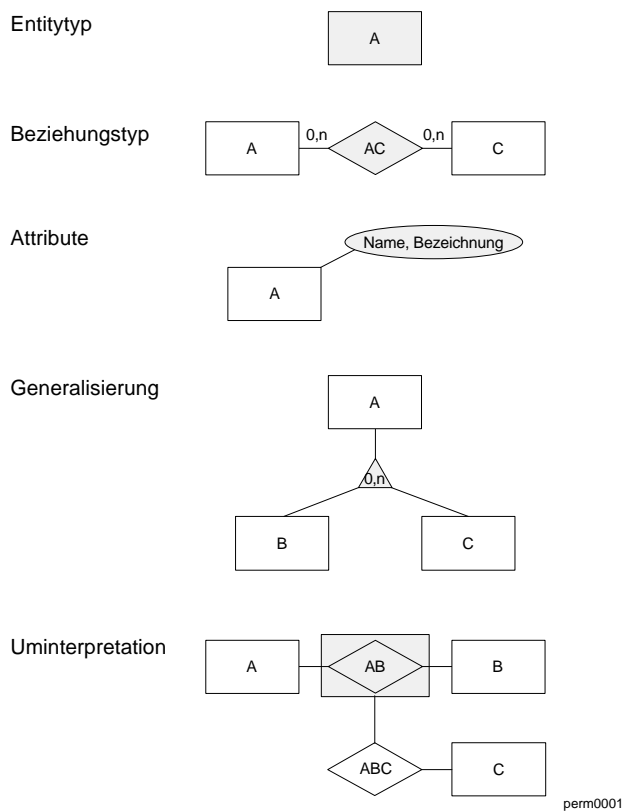 Entitytyp
A
Beziehungstyp
A 0,n AC 0,n C
Attribute
Name, Bezeichnung
A
Generalisierung
A
0,n
B C
Uminterpretation
A AB B
ABC C
perm0001